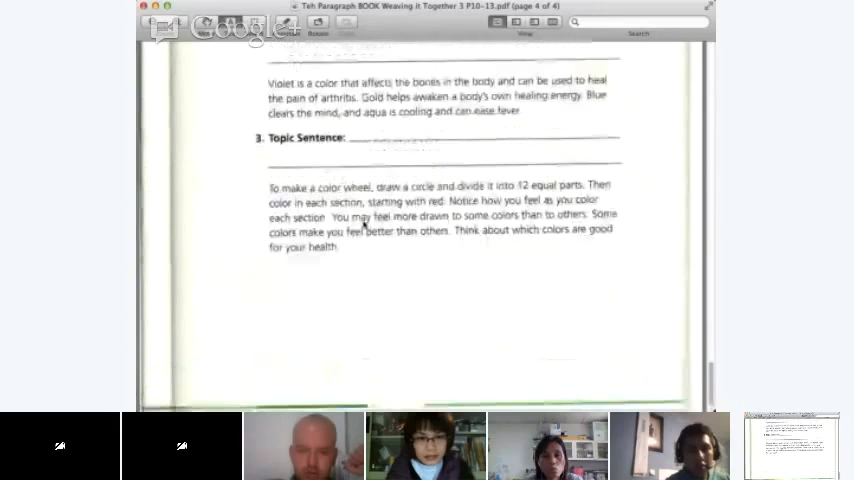 Teh Paragraph BOOK Weaving it Together 3 P10-13.pdf (page 4 of 4)
Google+
Rotate
View
Search
Violet is a color that affects the bones in the body and can be used to heal
the pain of arthritis. Gold helps awaken a body's own healing energy. Blue
clears the mind, and aqua is cooling and can ease fever.
3. Topic Sentence:
To make a color wheel, draw a circle and divide it into 12 equal parts. Then
color in each section, starting with red. Notice how you feel as you color
each section. You may feel more drawn to some colors than to others. Some
colors make you feel better than others. Think about which colors are good
for your health.